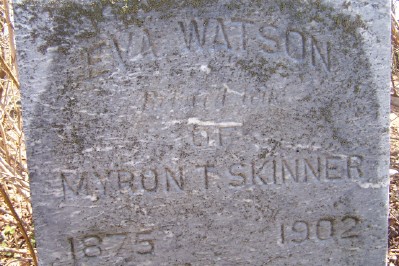 EVA WATSON
OF
MYRON T. SKINNER
1875 1902